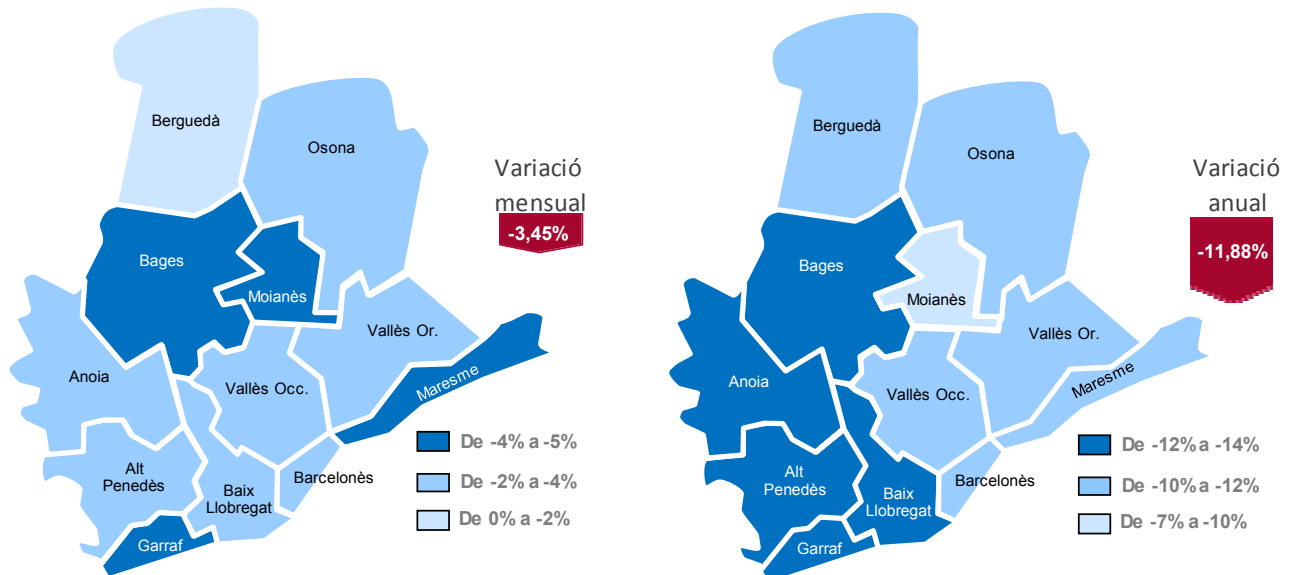 Berguedà
Osona
Variació
mensual
-3,45%
Bages
Moianès
Vallès Or.
Anoia
Vallès Occ.
Maresme
De -4% a -5%
Alt
Penedès
Barcelonès
De -2% a -4%
Baix
Llobregat
De 0% a -2%
Garraf
Berguedà
Osona
Variació
anual
-11,88%
Bages
Moianès
Vallès Or.
Anoia
Vallès Occ.
Maresme
De -12% a -14%
Alt
Penedès
Barcelonès
De -10% a -12%
Baix
Llobregat
De -7% a -10%
Garraf